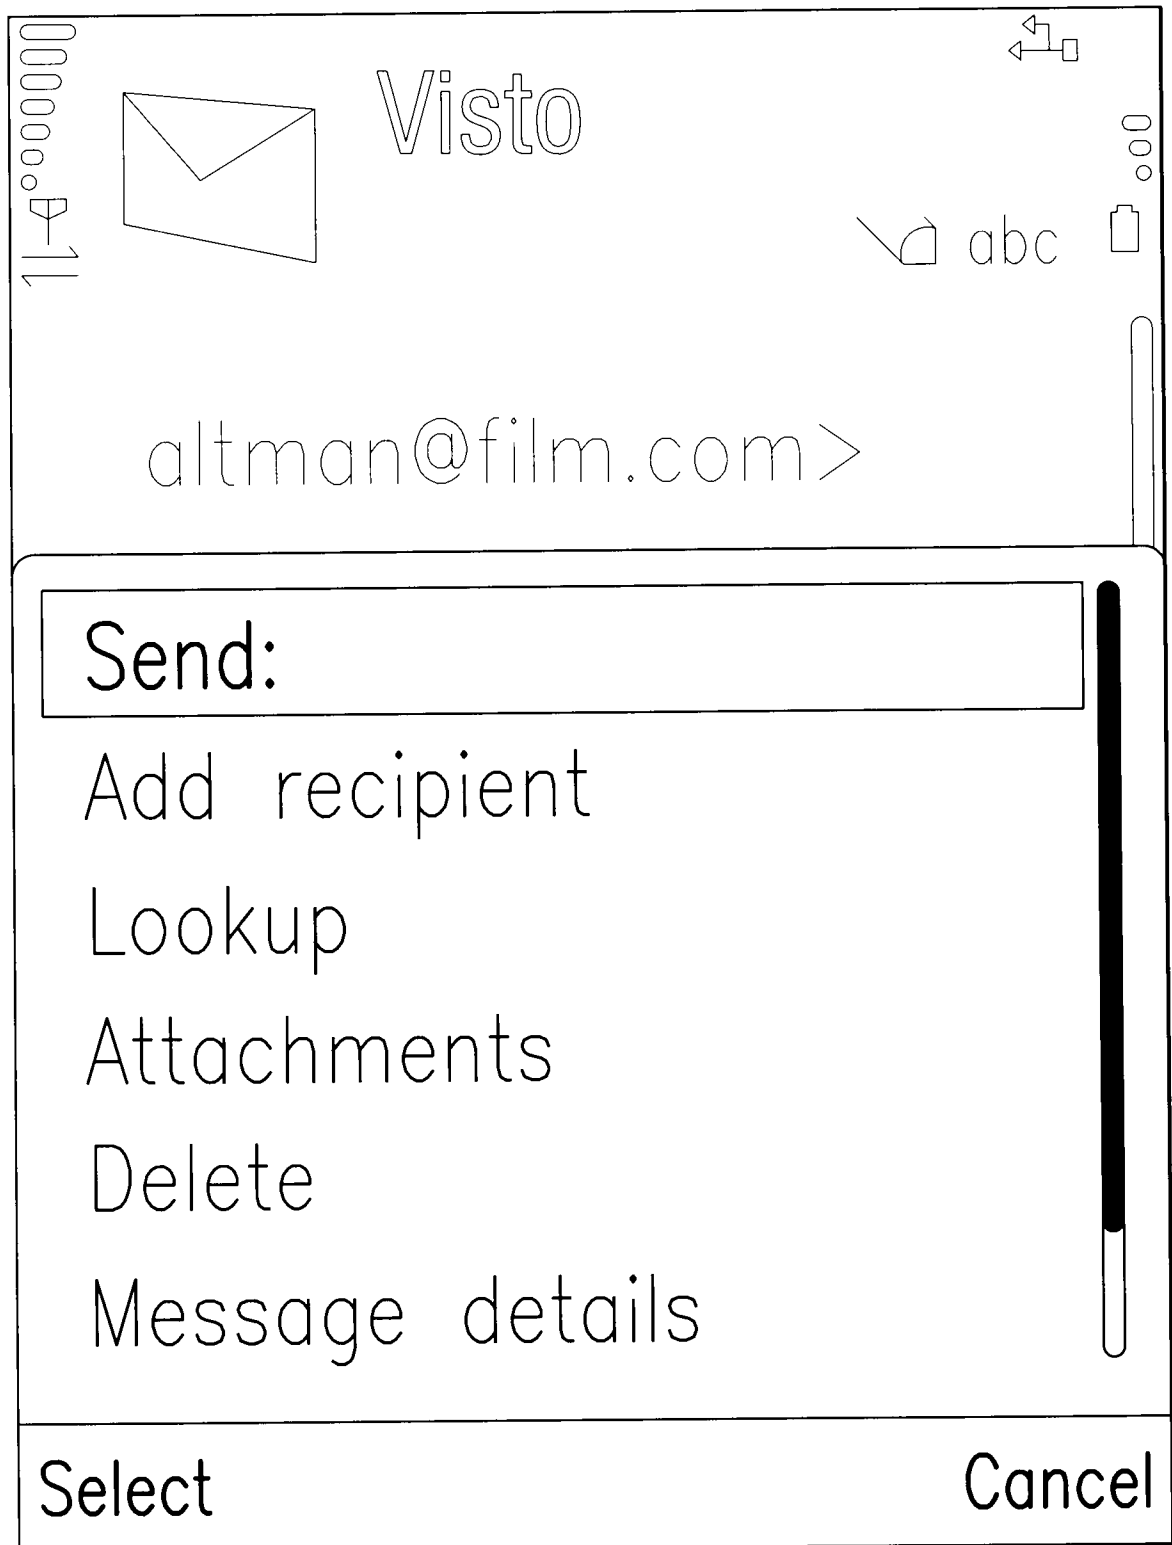 Visto
abc
altman@film.com>
Send:
Add recipient
Lookup
Attachments
Delete
Message details
Select Cancel